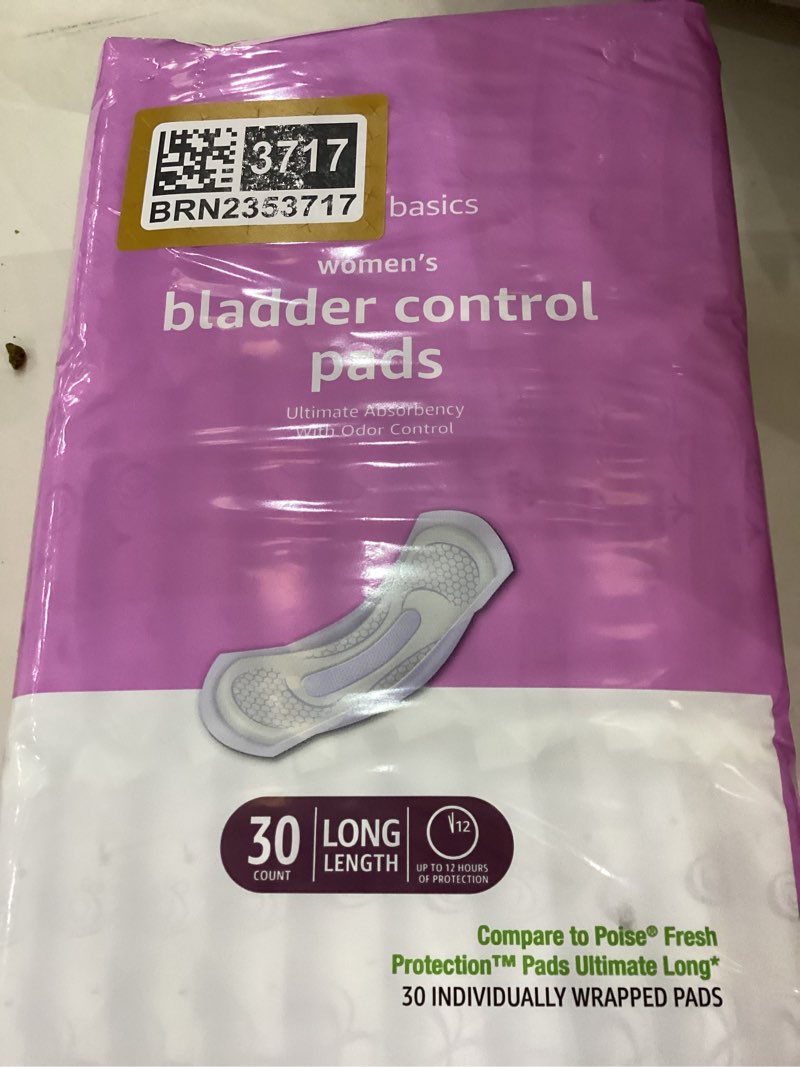 3717
BRN2353717
basics
women's
bladder control
pads
Ultimate Absorbency
with Odor Control
30
COUNT
LONG
LENGTH
12
UP TO 12 HOURS
OF PROTECTION
Compare to Poise® Fresh
Protection™ Pads Ultimate Long*
30 INDIVIDUALLY WRAPPED PADS